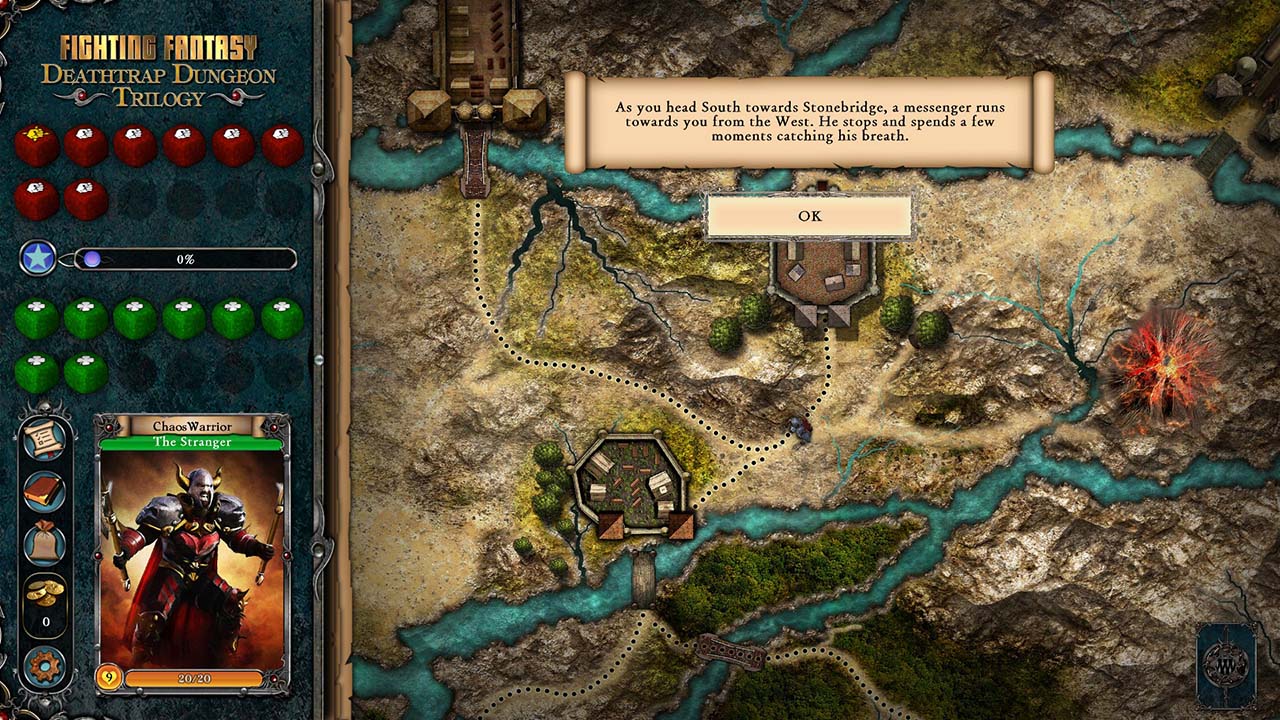 FIGHTING FANTASY
DEATHTRAP DUNGEON
TRILOGY
0%
0
ChaosWarrior
The Stranger
9
20/20
As you head South towards Stonebridge, a messenger runs
towards you from the West. He stops and spends a few
moments catching his breath.
OK